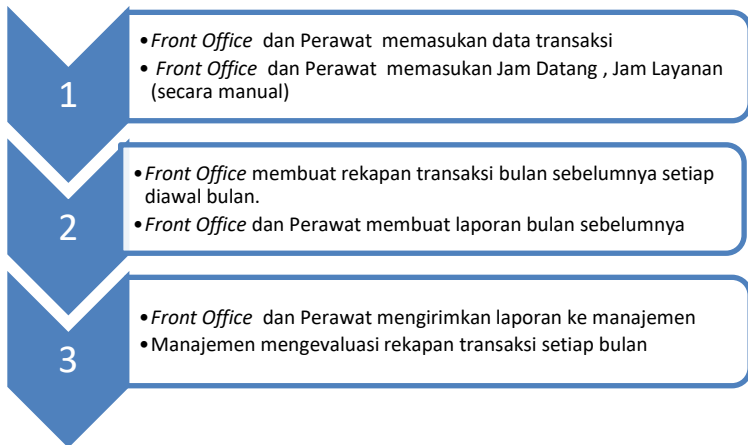 1
•Front Office dan Perawat memasukan data transaksi
• Front Office dan Perawat memasukan Jam Datang , Jam Layanan
(secara manual)
2
•Front Office membuat rekapan transaksi bulan sebelumnya setiap
diawal bulan.
•Front Office dan Perawat membuat laporan bulan sebelumnya
3
•Front Office dan Perawat mengirimkan laporan ke manajemen
•Manajemen mengevaluasi rekapan transaksi setiap bulan